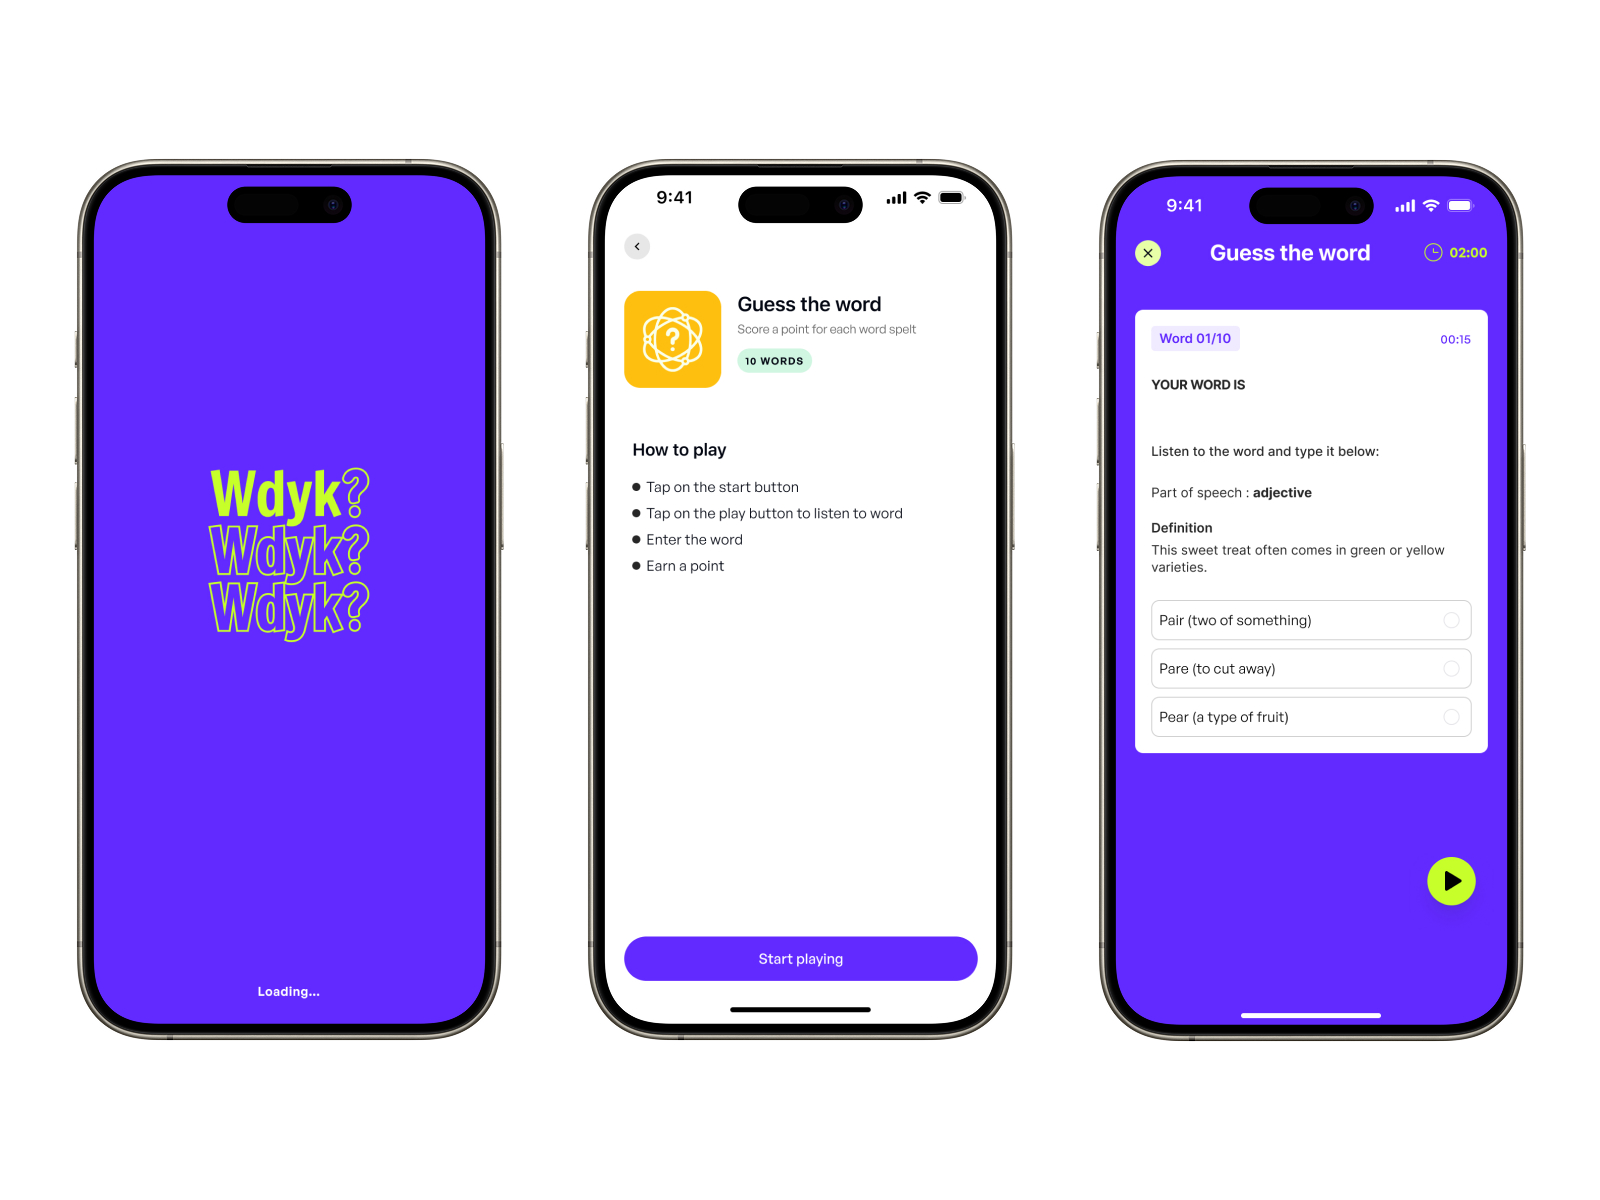 Wdyk?
Wdyk?
Wdyk?
Loading...
9:41
Guess the word
Score a point for each word spelt
10 WORDS
How to play
Tap on the start button
Tap on the play button to listen to word
Enter the word
Earn a point
Start playing
9:41
Guess the word
02:00
Word 01/10
00:15
YOUR WORD IS
Listen to the word and type it below:
Part of speech : adjective
Definition
This sweet treat often comes in green or yellow
varieties.
Pair (two of something)
Pare (to cut away)
Pear (a type of fruit)